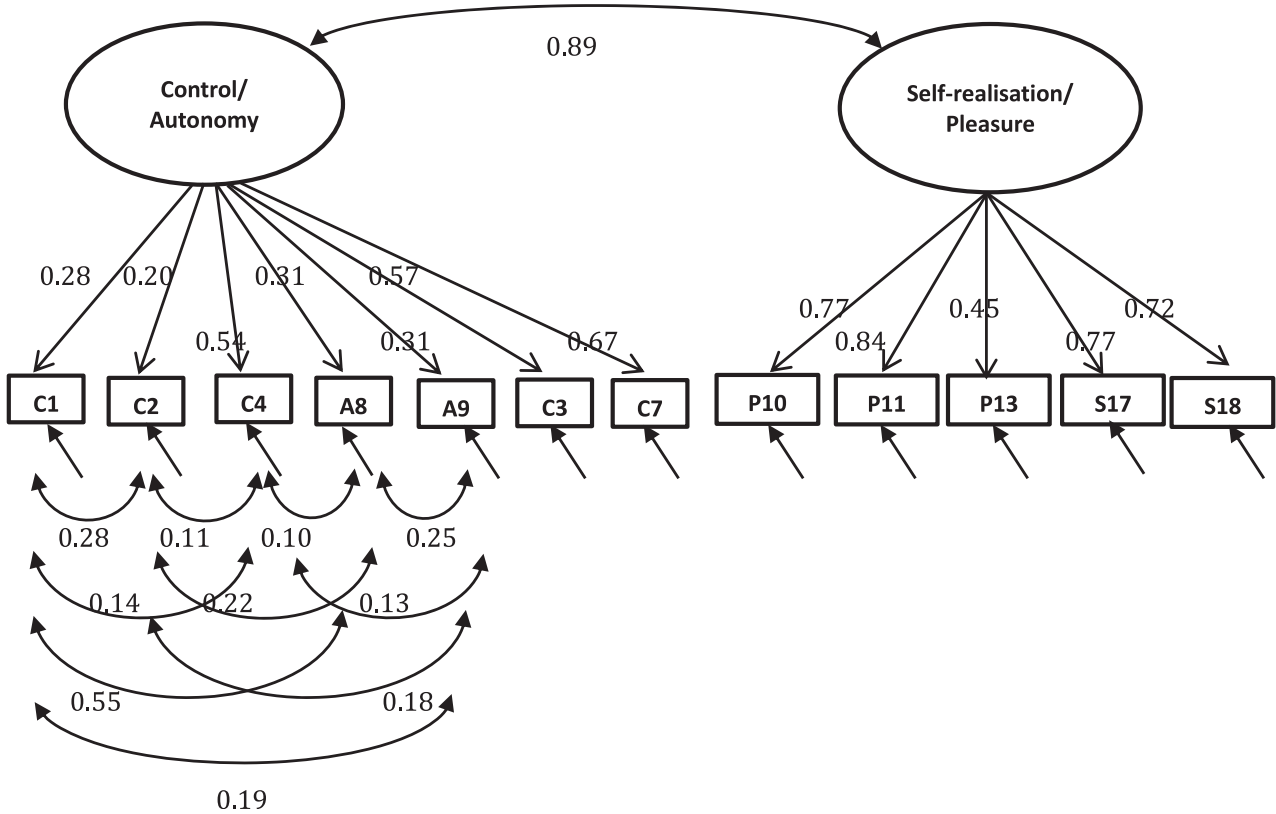 0.89
Control/
Autonomy
Self-realisation/
Pleasure
0.28 0.20 0.31 0.57
0.77 0.45 0.72
0.54 0.31 0.67
0.84 0.77
C1 C2 C4 A8 A9 C3 C7 P10 P11 P13 S17 S18
0.28 0.11 0.10 0.25
0.14 0.22 0.13
0.55 0.18
0.19